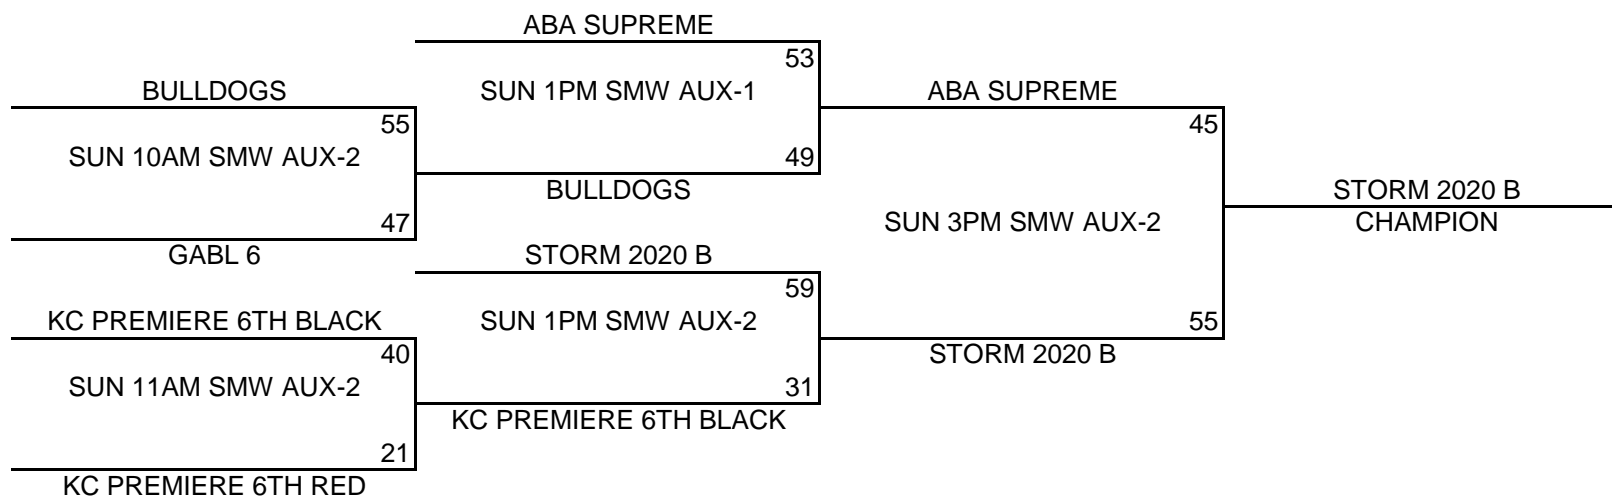 ABA SUPREME
53
BULLDOGS
SUN 1PM SMW AUX-1
ABA SUPREME
55
45
SUN 10AM SMW AUX-2
49
BULLDOGS
STORM 2020 B
47
SUN 3PM SMW AUX-2
CHAMPION
GABL 6
STORM 2020 B
59
KC PREMIERE 6TH BLACK
SUN 1PM SMW AUX-2
55
40
STORM 2020 B
SUN 11AM SMW AUX-2
31
KC PREMIERE 6TH BLACK
21
KC PREMIERE 6TH RED